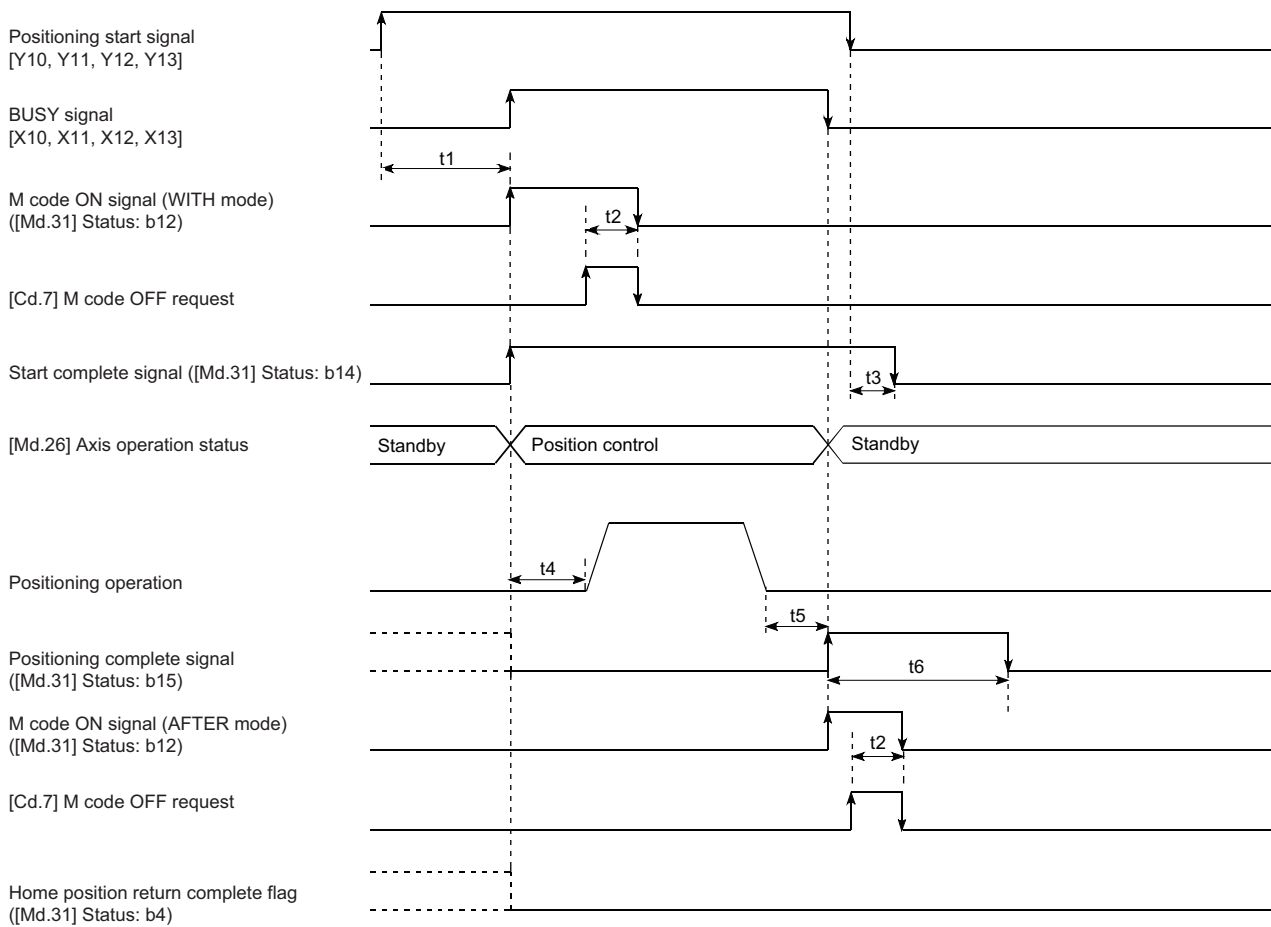 Positioning start signal
[Y10, Y11, Y12, Y13]
BUSY signal
[X10, X11, X12, X13]
t1
M code ON signal (WITH mode)
([Md.31] Status: b12)
t2
[Cd.7] M code OFF request
Start complete signal ([Md.31] Status: b14)
t3
[Md.26] Axis operation status
Standby
Position control
Standby
t4
Positioning operation
t5
Positioning complete signal
([Md.31] Status: b15)
t6
M code ON signal (AFTER mode)
([Md.31] Status: b12)
t2
[Cd.7] M code OFF request
Home position return complete flag
([Md.31] Status: b4)